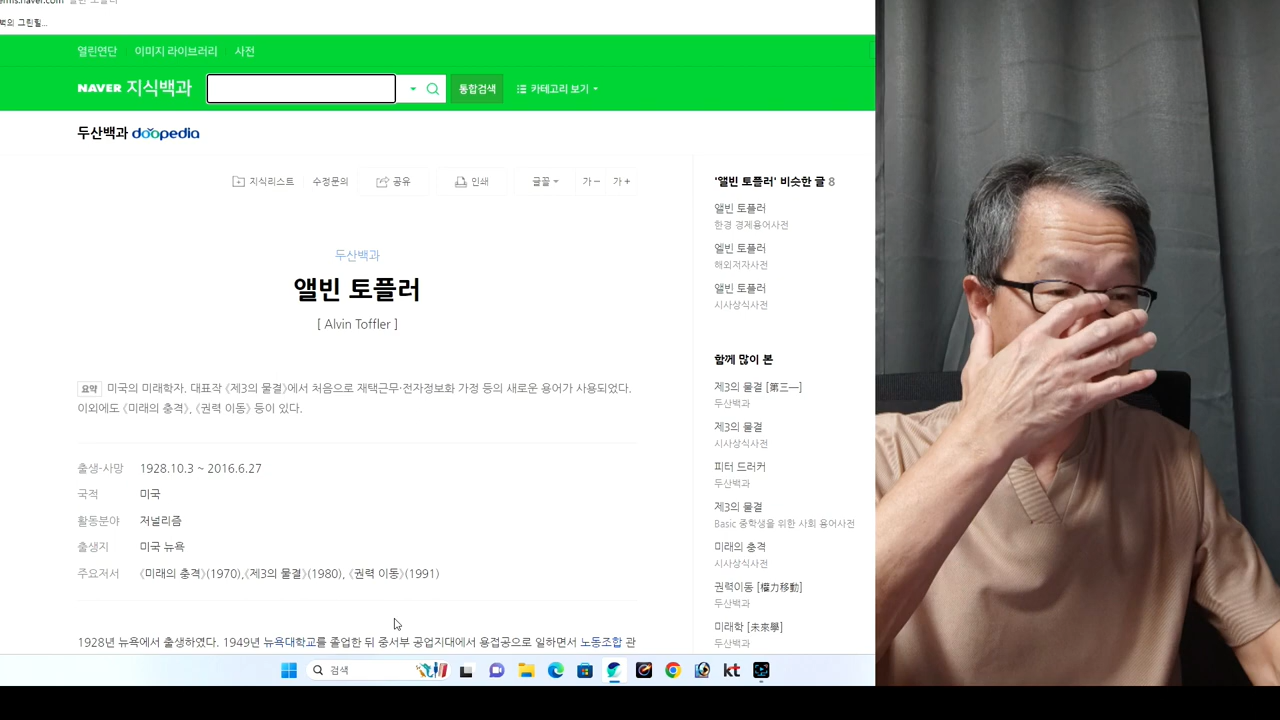 erms.naver.com 앨빈 토플러
북의 그린힐...
열린연단 이미지 라이브러리 사전
NAVER 지식백과 통합검색 카테고리 보기
두산백과 doopedia
지식리스트 수정문의 공유 인쇄 글꼴 가- 가+
두산백과
앨빈 토플러
[ Alvin Toffler ]
요약 미국의 미래학자. 대표작 《제3의 물결》에서 처음으로 재택근무·전자정보화 가정 등의 새로운 용어가 사용되었다.
이외에도 《미래의 충격》, 《권력 이동》 등이 있다.
출생-사망 1928.10.3 ~ 2016.6.27
국적 미국
활동분야 저널리즘
출생지 미국 뉴욕
주요저서 《미래의 충격》(1970),《제3의 물결》(1980), 《권력 이동》(1991)
1928년 뉴욕에서 출생하였다. 1949년 뉴욕대학교를 졸업한 뒤 중서부 공업지대에서 용접공으로 일하면서 노동조합 관
'앨빈 토플러' 비슷한 글 8
앨빈 토플러
한경 경제용어사전
엘빈 토플러
해외저자사전
앨빈 토플러
시사상식사전
함께 많이 본
제3의 물결 [第三一]
두산백과
제3의 물결
시사상식사전
피터 드러커
두산백과
제3의 물결
Basic 중학생을 위한 사회 용어사전
미래의 충격
시사상식사전
권력이동 [權力移動]
두산백과
미래학 [未來學]
두산백과
검색
kt